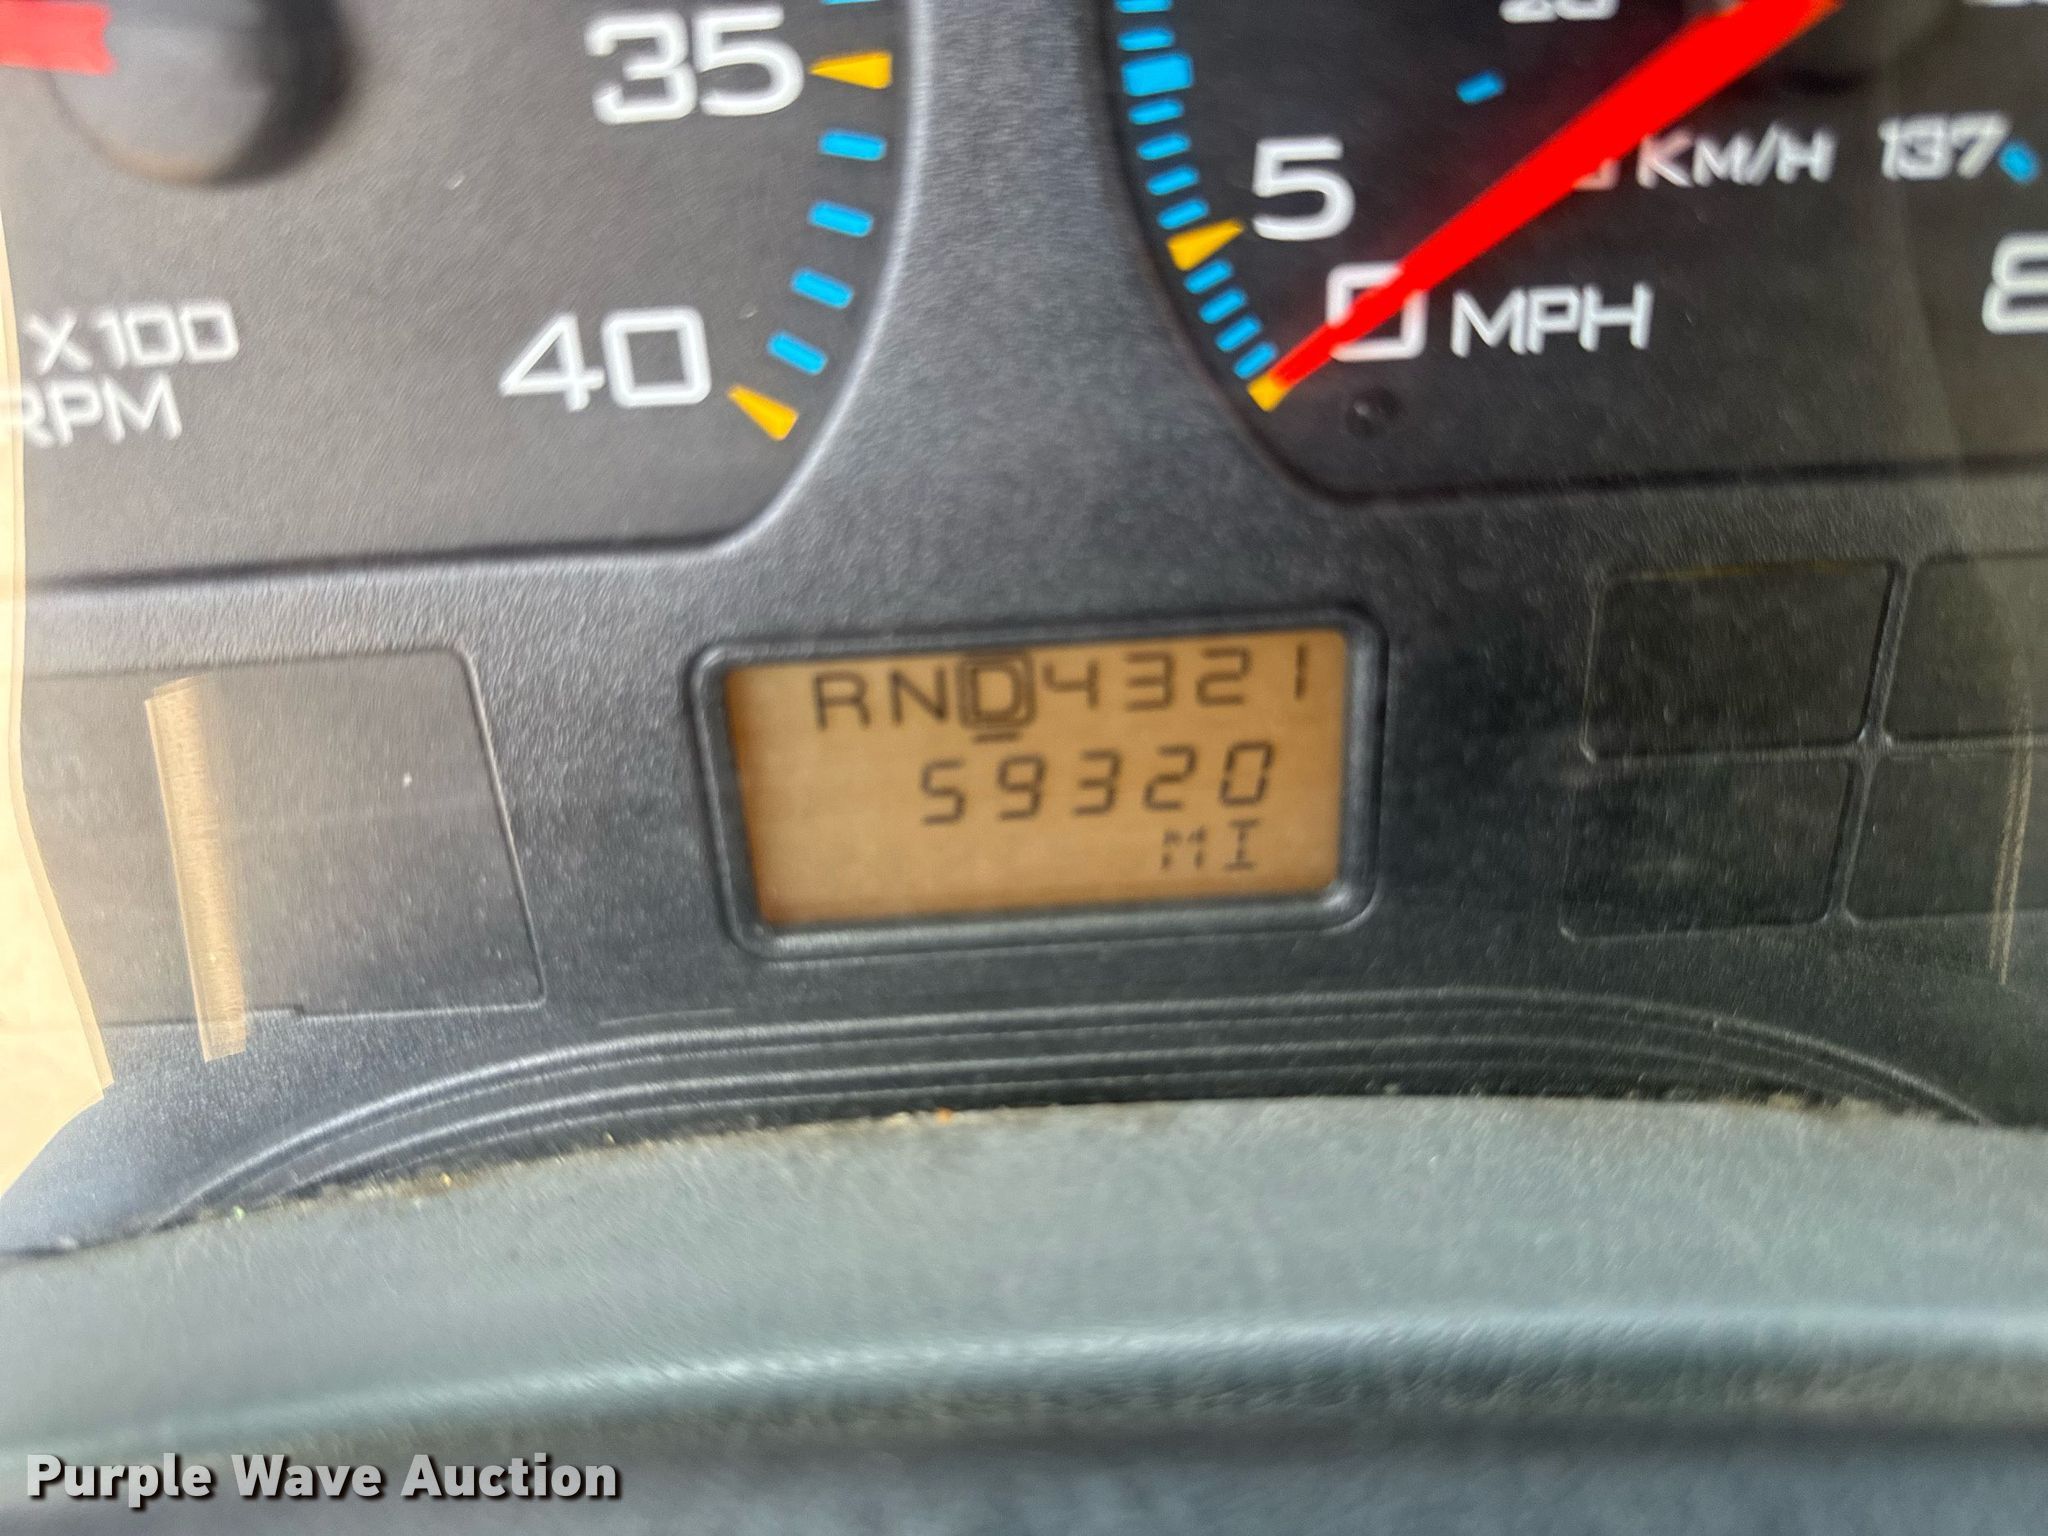 35
5
KM/H 137
0 MPH
X100
RPM
40
RND4321
59320
MI
Purple Wave Auction